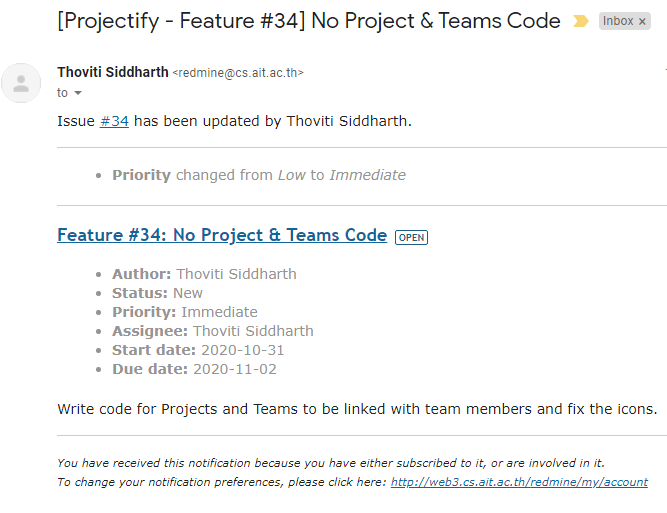 [Projectify - Feature #34] No Project & Teams Code Inbox ×
Thoviti Siddharth <redmine@cs.ait.ac.th>
to
Issue #34 has been updated by Thoviti Siddharth.
• Priority changed from Low to Immediate
Feature #34: No Project & Teams Code OPEN
• Author: Thoviti Siddharth
• Status: New
• Priority: Immediate
• Assignee: Thoviti Siddharth
• Start date: 2020-10-31
• Due date: 2020-11-02
Write code for Projects and Teams to be linked with team members and fix the icons.
You have received this notification because you have either subscribed to it, or are involved in it.
To change your notification preferences, please click here: http://web3.cs.ait.ac.th/redmine/my/account